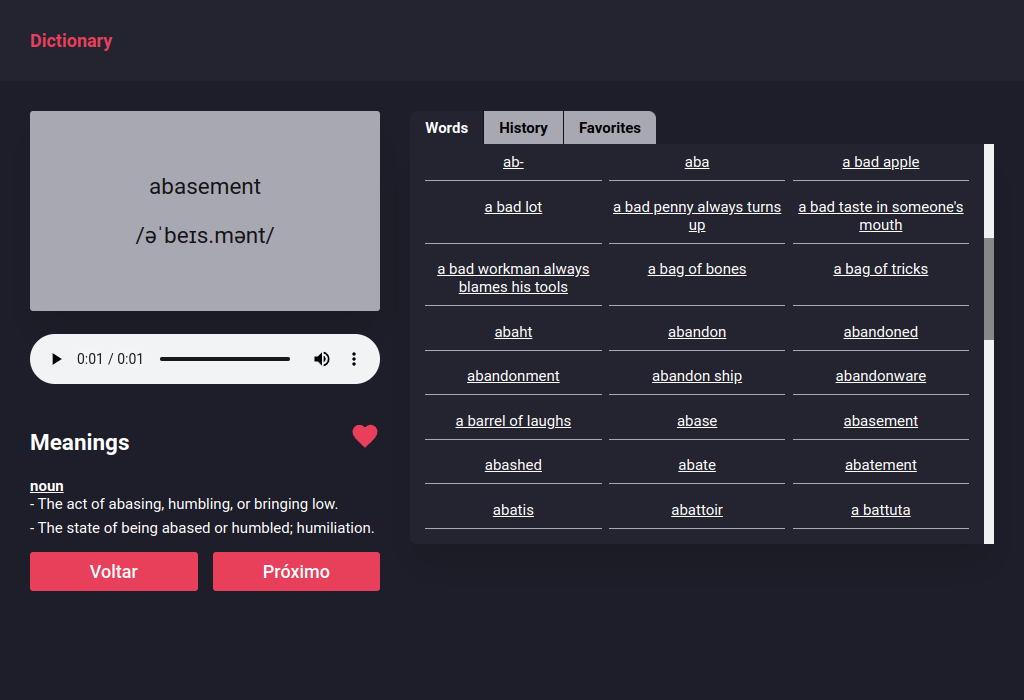 Dictionary
abasement
/əˈbeɪs.mənt/
0:01 / 0:01
Meanings
noun
- The act of abasing, humbling, or bringing low.
- The state of being abased or humbled; humiliation.
Voltar Próximo
Words History Favorites
ab- aba a bad apple
a bad lot a bad penny always turns up a bad taste in someone's mouth
a bad workman always blames his tools a bag of bones a bag of tricks
abaht abandon abandoned
abandonment abandon ship abandonware
a barrel of laughs abase abasement
abashed abate abatement
abatis abattoir a battuta